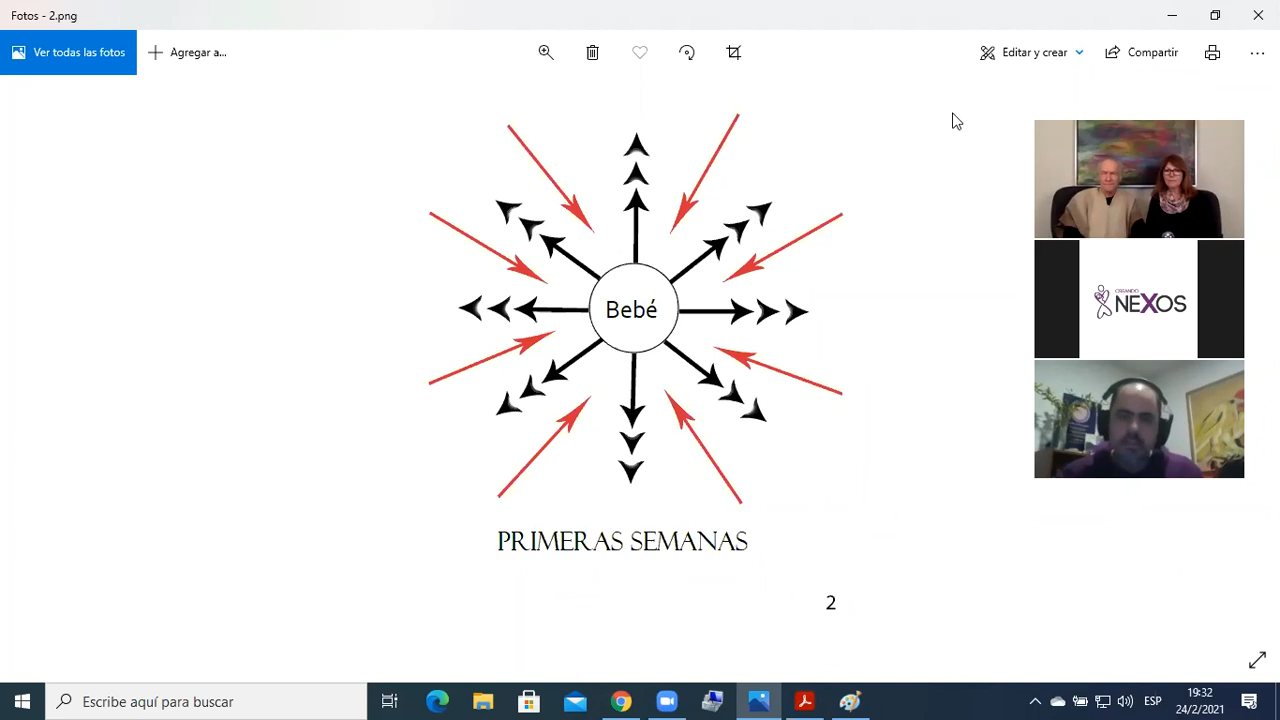 Fotos - 2.png
Ver todas las fotos
Agregar a...
Editar y crear
Compartir
Bebé
CREANDO
NEXOS
PRIMERAS SEMANAS
2
Escribe aquí para buscar
ESP
19:32
24/2/2021